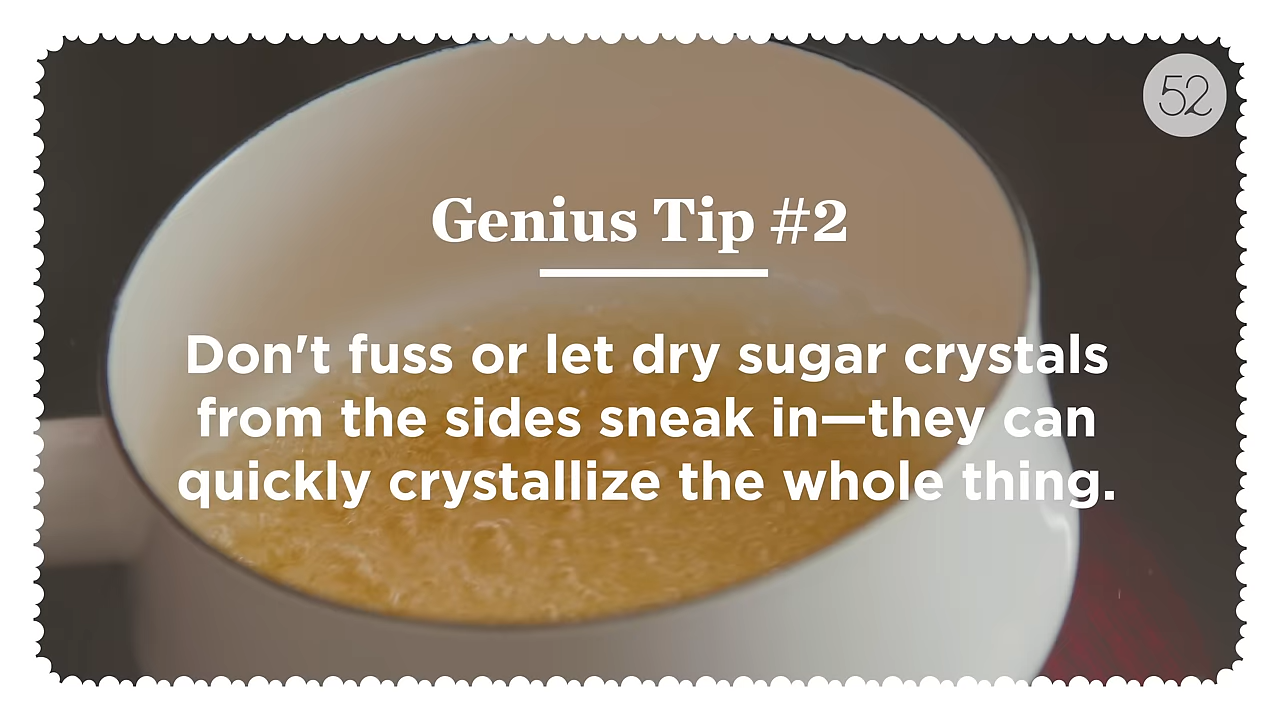 52
Genius Tip #2
Don't fuss or let dry sugar crystals
from the sides sneak in—they can
quickly crystallize the whole thing.